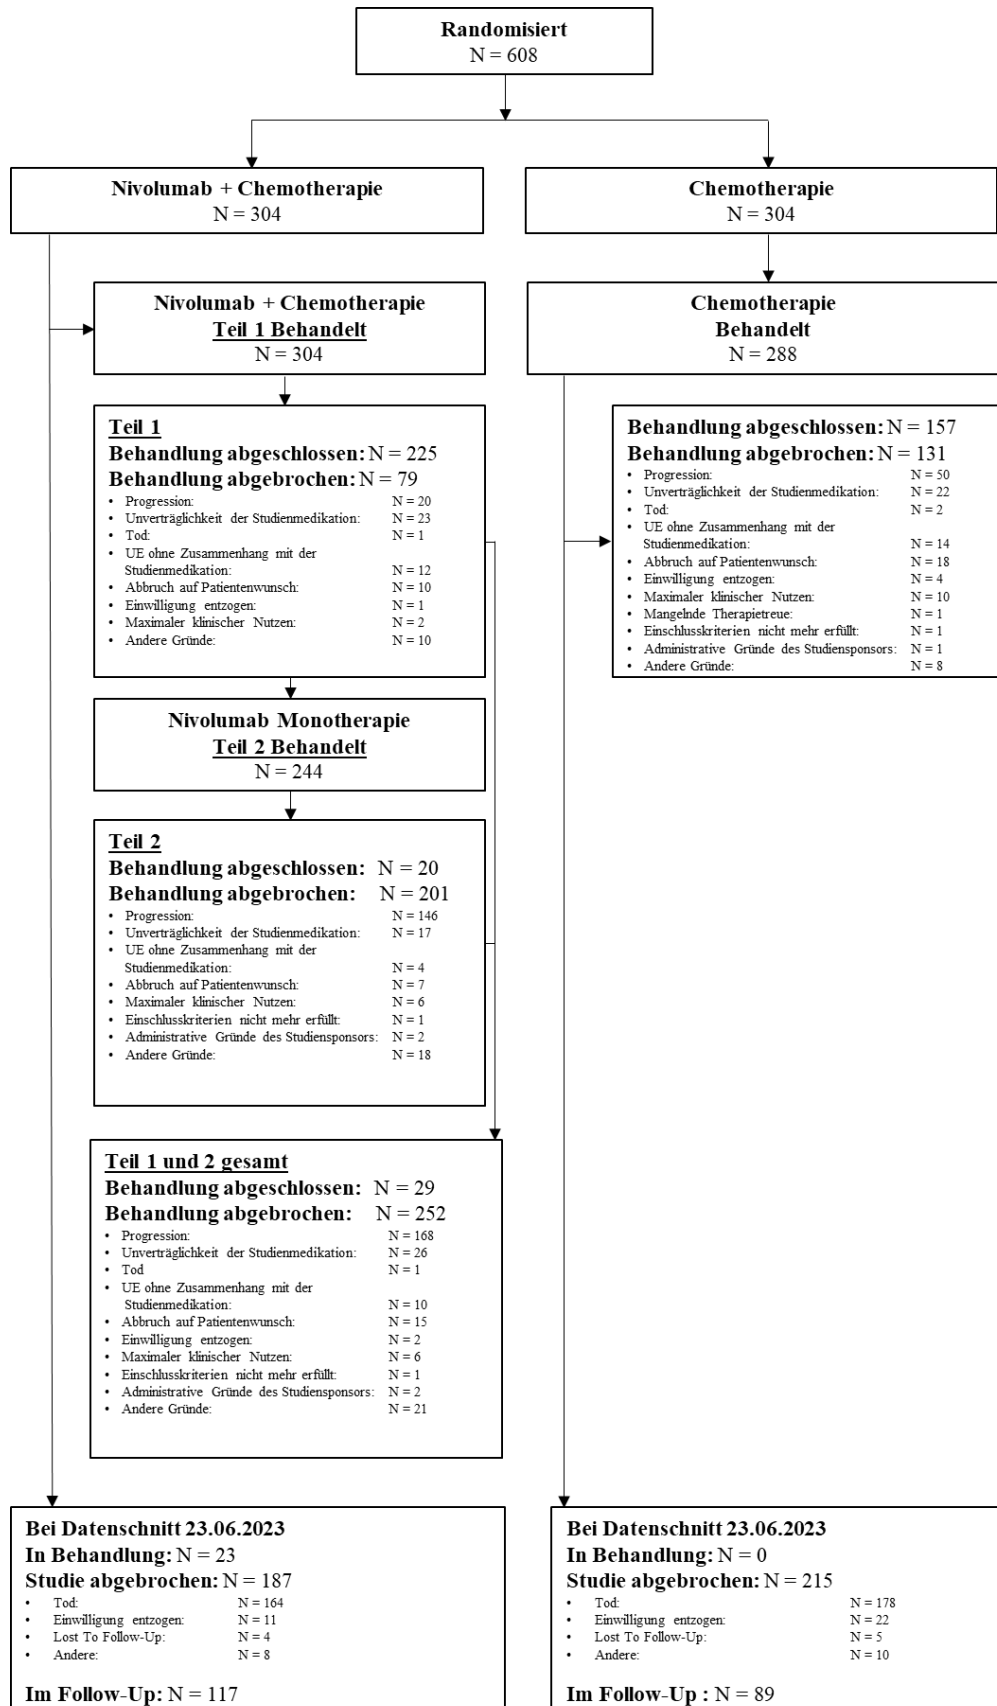 Randomisiert
N = 608
Nivolumab + Chemotherapie
N = 304
Chemotherapie
N = 304
Nivolumab + Chemotherapie
Teil 1 Behandelt
N = 304
Chemotherapie
Behandelt
N = 288
Teil 1
Behandlung abgeschlossen: N = 225
Behandlung abgebrochen: N = 79
• Progression: N = 20
• Unverträglichkeit der Studienmedikation: N = 23
• Tod: N = 1
• UE ohne Zusammenhang mit der
Studienmedikation: N = 12
• Abbruch auf Patientenwunsch: N = 10
• Einwilligung entzogen: N = 1
• Maximaler klinischer Nutzen: N = 2
• Andere Gründe: N = 10
Behandlung abgeschlossen: N = 157
Behandlung abgebrochen: N = 131
• Progression: N = 50
• Unverträglichkeit der Studienmedikation: N = 22
• Tod: N = 2
• UE ohne Zusammenhang mit der
Studienmedikation: N = 14
• Abbruch auf Patientenwunsch: N = 18
• Einwilligung entzogen: N = 4
• Maximaler klinischer Nutzen: N = 10
• Mangelnde Therapietreue: N = 1
• Einschlusskriterien nicht mehr erfüllt: N = 1
• Administrative Gründe des Studiensponsors: N = 1
• Andere Gründe: N = 8
Nivolumab Monotherapie
Teil 2 Behandelt
N = 244
Teil 2
Behandlung abgeschlossen: N = 20
Behandlung abgebrochen: N = 201
• Progression: N = 146
• Unverträglichkeit der Studienmedikation: N = 17
• UE ohne Zusammenhang mit der
Studienmedikation: N = 4
• Abbruch auf Patientenwunsch: N = 7
• Maximaler klinischer Nutzen: N = 6
• Einschlusskriterien nicht mehr erfüllt: N = 1
• Administrative Gründe des Studiensponsors: N = 2
• Andere Gründe: N = 18
Teil 1 und 2 gesamt
Behandlung abgeschlossen: N = 29
Behandlung abgebrochen: N = 252
• Progression: N = 168
• Unverträglichkeit der Studienmedikation: N = 26
• Tod N = 1
• UE ohne Zusammenhang mit der
Studienmedikation: N = 10
• Abbruch auf Patientenwunsch: N = 15
• Einwilligung entzogen: N = 2
• Maximaler klinischer Nutzen: N = 6
• Einschlusskriterien nicht mehr erfüllt: N = 1
• Administrative Gründe des Studiensponsors: N = 2
• Andere Gründe: N = 21
Bei Datenschnitt 23.06.2023
In Behandlung: N = 23
Studie abgebrochen: N = 187
• Tod: N = 164
• Einwilligung entzogen: N = 11
• Lost To Follow-Up: N = 4
• Andere: N = 8
Im Follow-Up: N = 117
Bei Datenschnitt 23.06.2023
In Behandlung: N = 0
Studie abgebrochen: N = 215
• Tod: N = 178
• Einwilligung entzogen: N = 22
• Lost To Follow-Up: N = 5
• Andere: N = 10
Im Follow-Up : N = 89